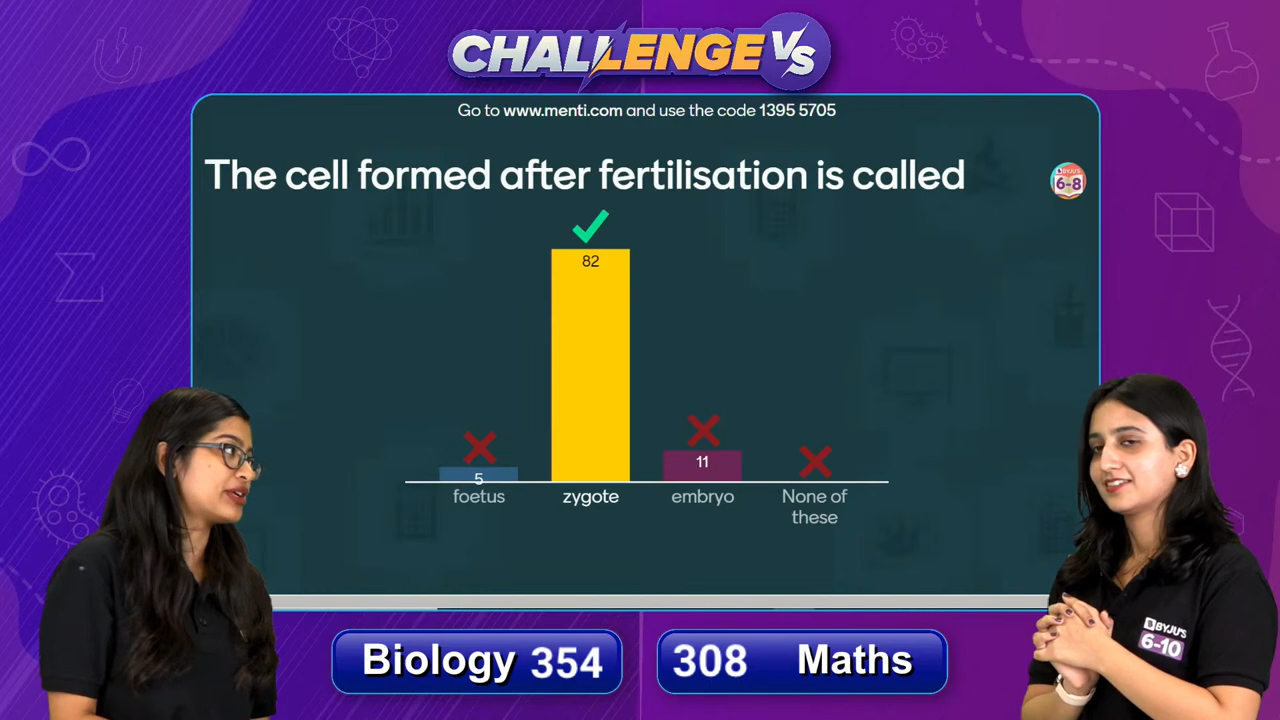 CHALLENGE VS
Go to www.menti.com and use the code 1395 5705
The cell formed after fertilisation is called
BYJU'S
6-8
82
5
11
foetus
zygote
embryo
None of
these
BYJU'S
6-10
Biology 354
308 Maths